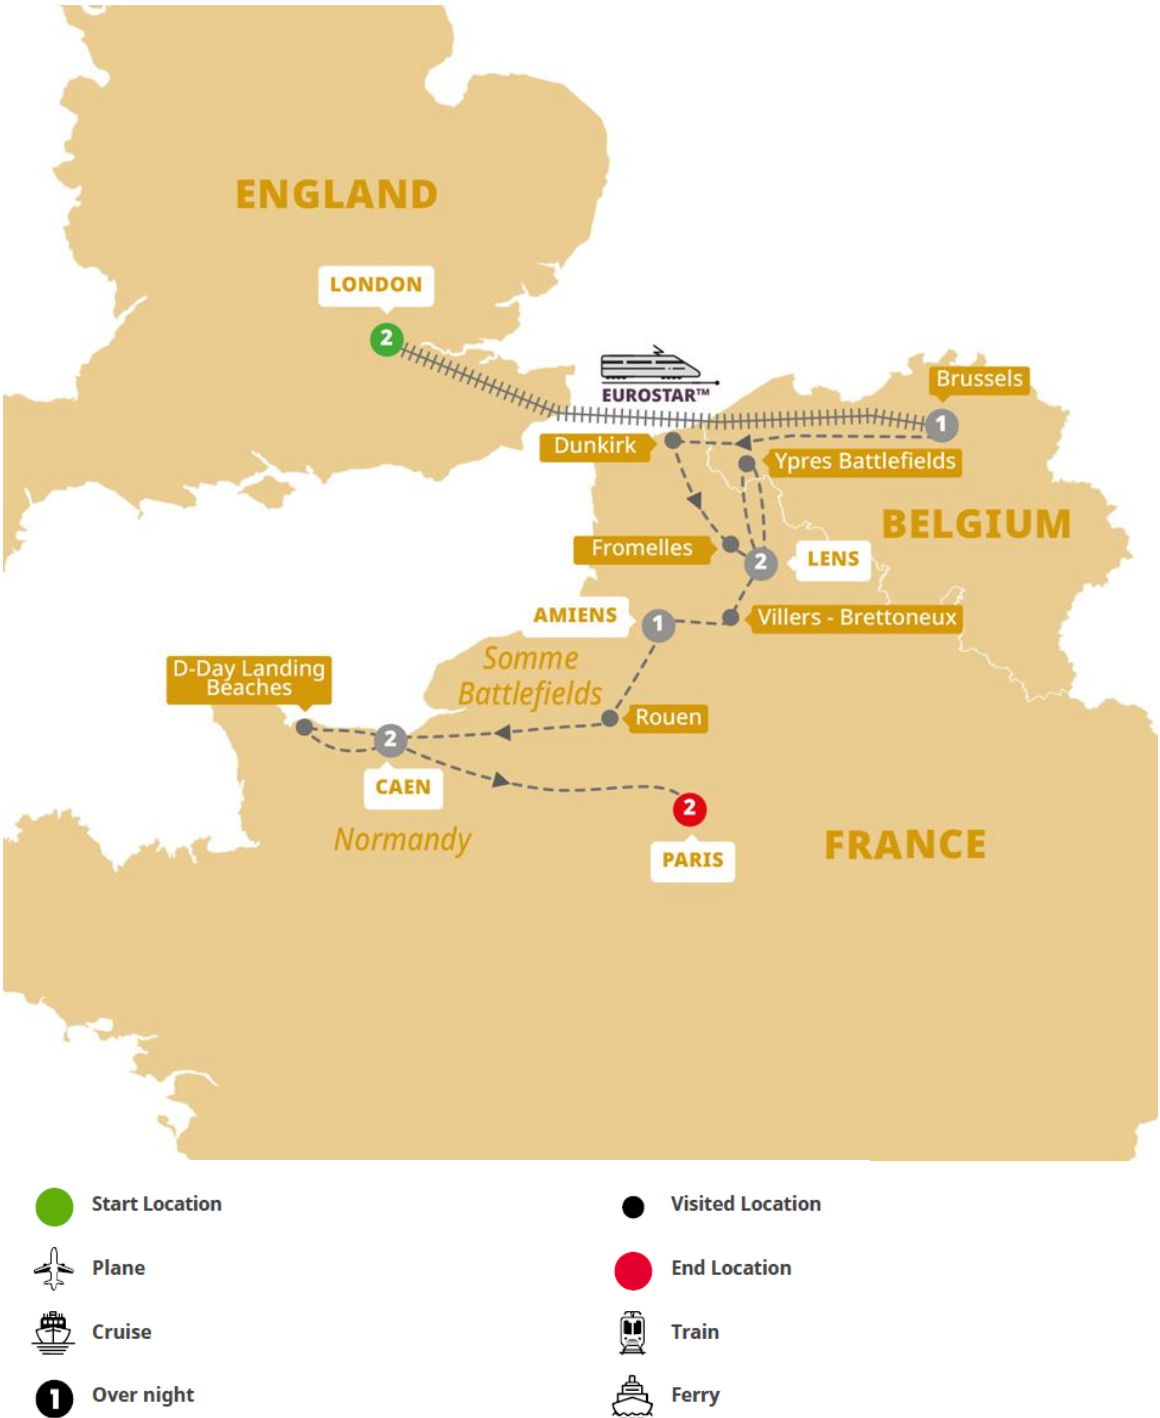 ENGLAND
LONDON
2
EUROSTAR™
Brussels
1
Dunkirk
Ypres Battlefields
BELGIUM
Fromelles
2
LENS
AMIENS
1
Villers - Brettoneux
Somme
Battlefields
D-Day Landing
Beaches
Rouen
2
CAEN
2
Normandy
FRANCE
PARIS
Start Location
Visited Location
Plane
End Location
Cruise
Train
1
Over night
Ferry